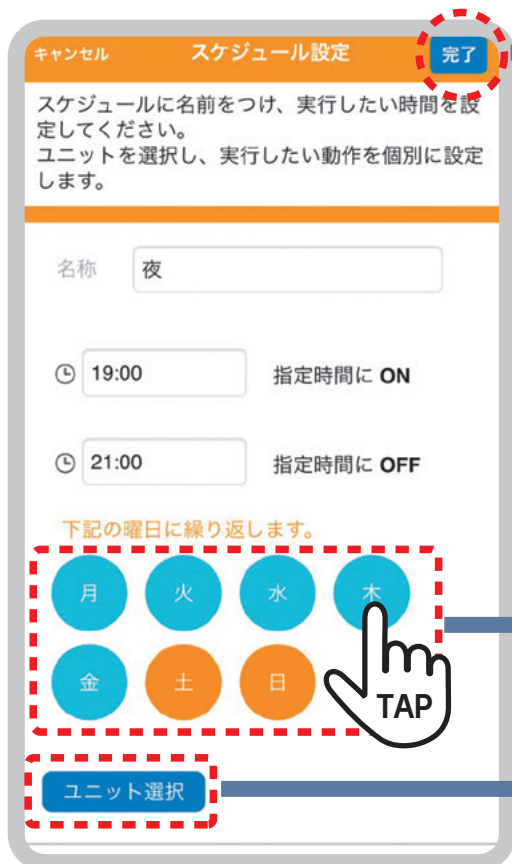 キャンセル スケジュール設定 完了
スケジュールに名前をつけ、実行したい時間を設
定してください。
ユニットを選択し、実行したい動作を個別に設定
します。
名称 夜
19:00 指定時間に ON
21:00 指定時間に OFF
下記の曜日に繰り返します。
月 火 水 木
金 土 日
TAP
ユニット選択